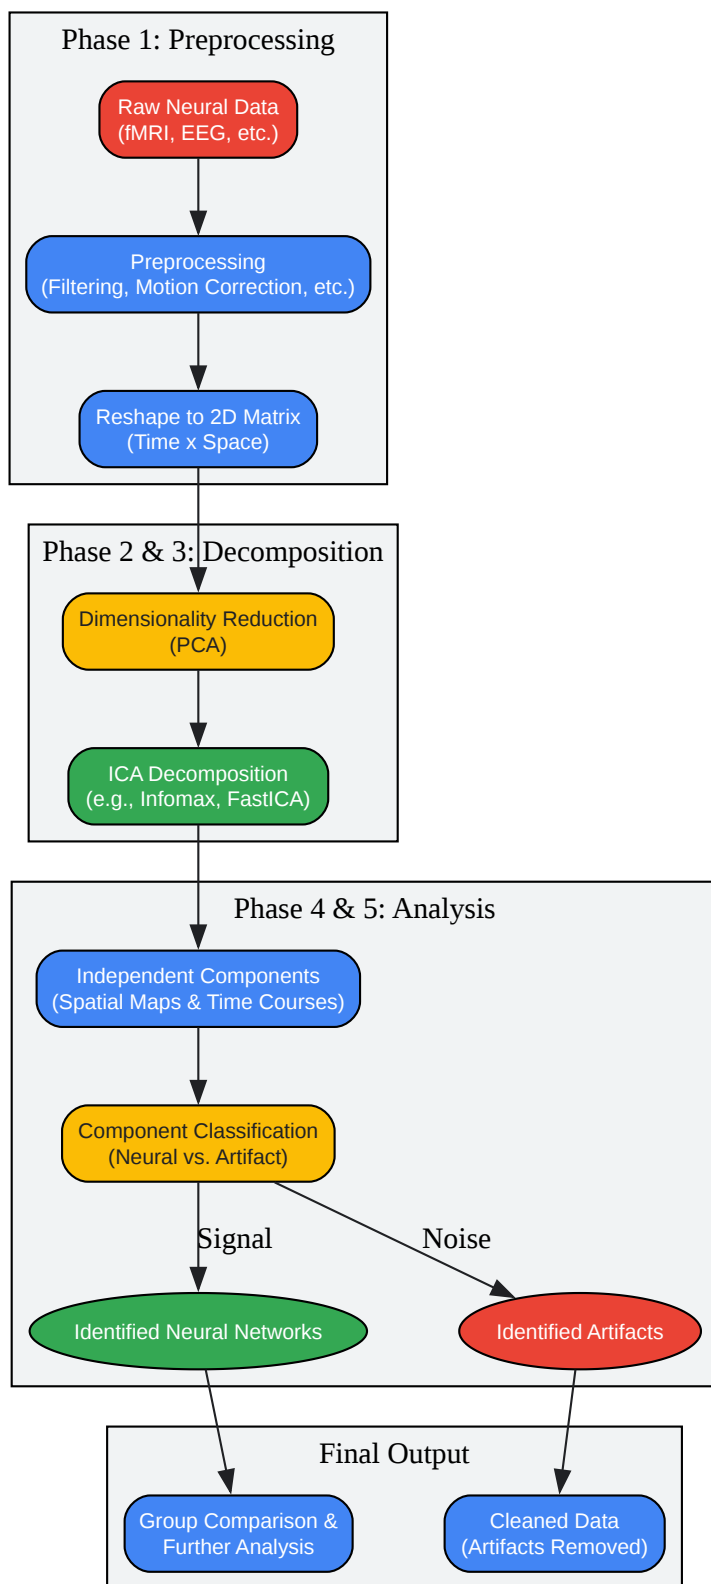 Phase 1: Preprocessing
Raw Neural Data
(fMRI, EEG, etc.)
Preprocessing
(Filtering, Motion Correction, etc.)
Reshape to 2D Matrix
(Time x Space)
Phase 2 & 3: Decomposition
Dimensionality Reduction
(PCA)
ICA Decomposition
(e.g., Infomax, FastICA)
Phase 4 & 5: Analysis
Independent Components
(Spatial Maps & Time Courses)
Component Classification
(Neural vs. Artifact)
Signal
Noise
Identified Neural Networks
Identified Artifacts
Final Output
Group Comparison &
Further Analysis
Cleaned Data
(Artifacts Removed)